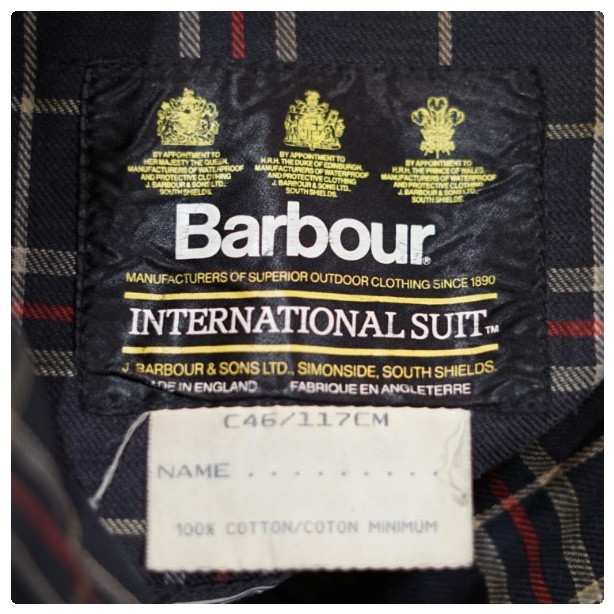 BY APPOINTMENT TO
HER MAJESTY THE QUEEN.
MANUFACTURERS OF WATERPROOF
AND PROTECTIVE CLOTHING
J. BARBOUR & SONS LTD.,
SOUTH SHIELDS.
BY APPOINTMENT TO
H.R.H. THE DUKE OF EDINBURGH.
MANUFACTURERS OF WATERPROOF
AND PROTECTIVE CLOTHING
J. BARBOUR & SONS LTD.,
SOUTH SHIELDS.
BY APPOINTMENT TO
H.R.H. THE PRINCE OF WALES.
MANUFACTURERS OF WATERPROOF
AND PROTECTIVE CLOTHING
J. BARBOUR & SONS LTD.,
SOUTH SHIELDS.
Barbour®
MANUFACTURERS OF SUPERIOR OUTDOOR CLOTHING SINCE 1890
INTERNATIONAL SUIT™
J. BARBOUR & SONS LTD., SIMONSIDE, SOUTH SHIELDS.
MADE IN ENGLAND FABRIQUE EN ANGLETERRE
C46/117CM
NAME . . . . . . . . .
100% COTTON/COTON MINIMUM